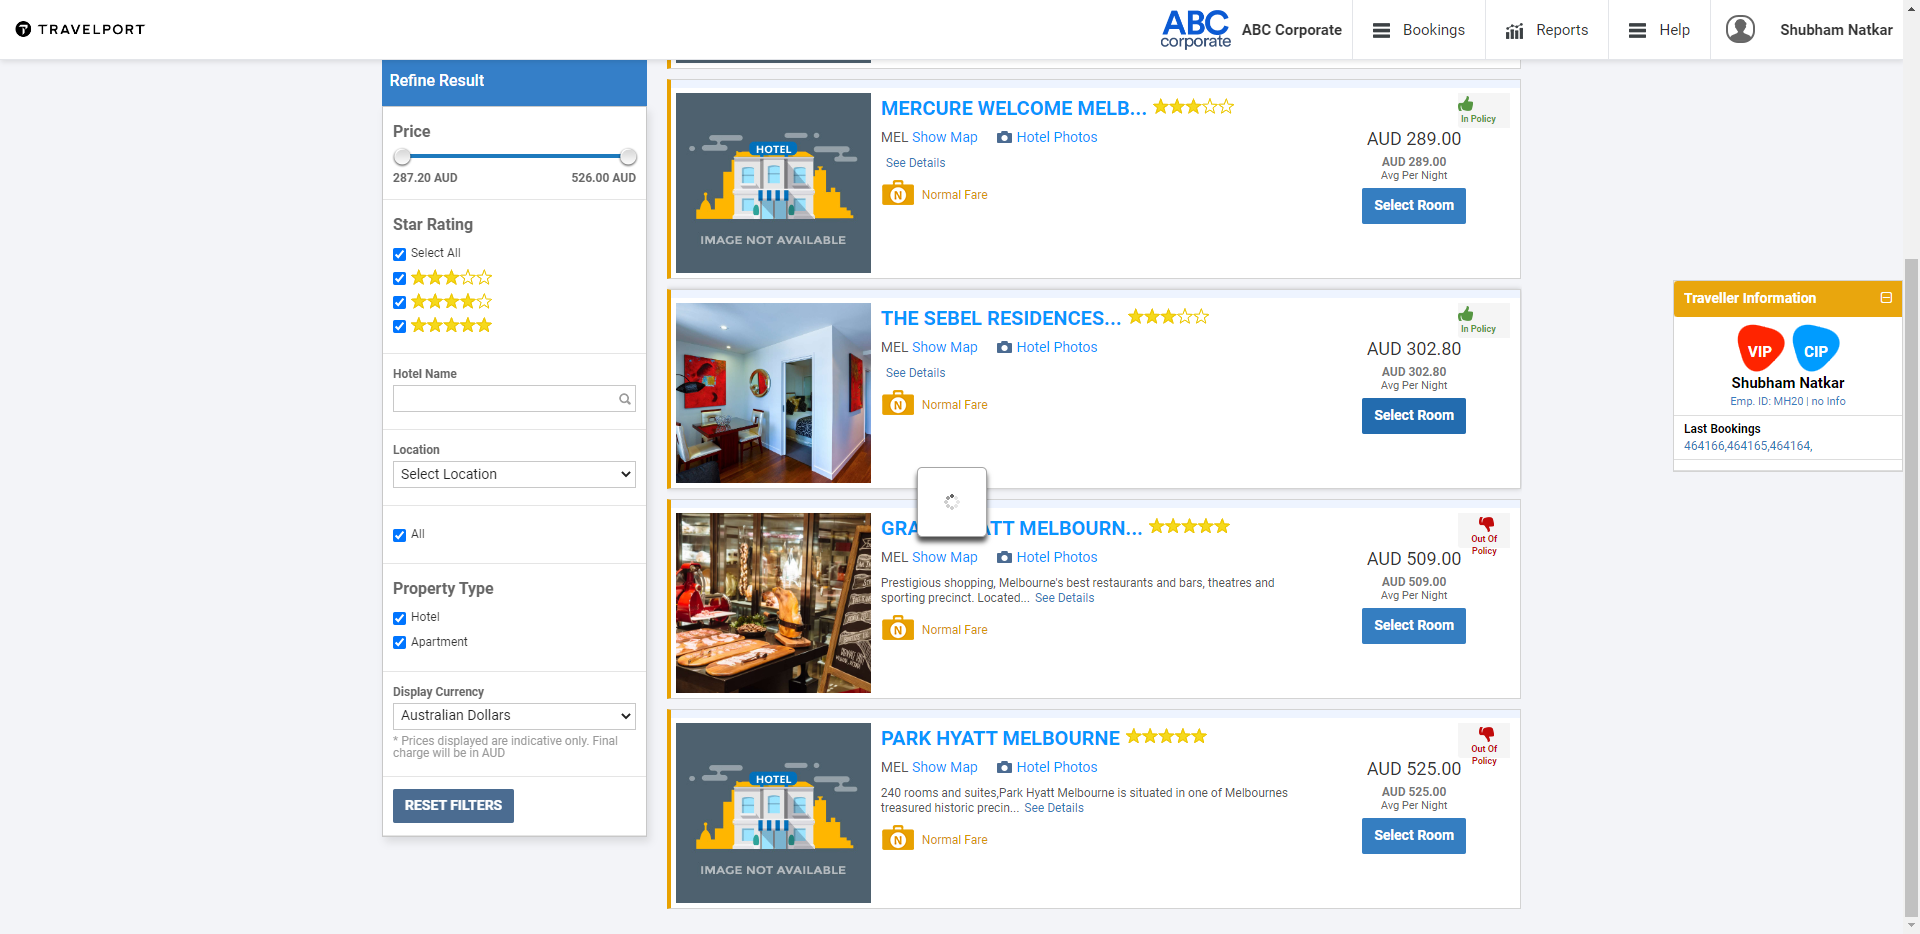 TRAVELPORT
ABC
corporate
ABC Corporate
Bookings
Reports
Help
Shubham Natkar
Refine Result
Price
287.20 AUD
526.00 AUD
Star Rating
Select All
Hotel Name
Location
Select Location
All
Property Type
Hotel
Apartment
Display Currency
Australian Dollars
* Prices displayed are indicative only. Final
charge will be in AUD
RESET FILTERS
HOTEL
IMAGE NOT AVAILABLE
MERCURE WELCOME MELB...
MEL Show Map Hotel Photos
See Details
N Normal Fare
In Policy
AUD 289.00
AUD 289.00
Avg Per Night
Select Room
THE SEBEL RESIDENCES...
MEL Show Map Hotel Photos
See Details
N Normal Fare
In Policy
AUD 302.80
AUD 302.80
Avg Per Night
Select Room
GRA ATT MELBOURN...
MEL Show Map Hotel Photos
Prestigious shopping, Melbourne's best restaurants and bars, theatres and
sporting precinct. Located... See Details
N Normal Fare
Out Of
Policy
AUD 509.00
AUD 509.00
Avg Per Night
Select Room
HOTEL
IMAGE NOT AVAILABLE
PARK HYATT MELBOURNE
MEL Show Map Hotel Photos
240 rooms and suites,Park Hyatt Melbourne is situated in one of Melbournes
treasured historic precin... See Details
N Normal Fare
Out Of
Policy
AUD 525.00
AUD 525.00
Avg Per Night
Select Room
Traveller Information
VIP
CIP
Shubham Natkar
Emp. ID: MH20 | no Info
Last Bookings
464166,464165,464164,